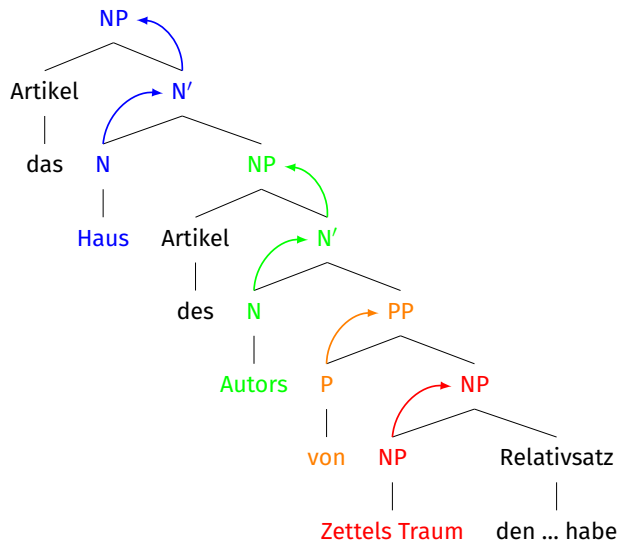 NP
Artikel N′
das N NP
Haus Artikel N′
des N PP
Autors P NP
von NP Relativsatz
Zettels Traum den ... habe